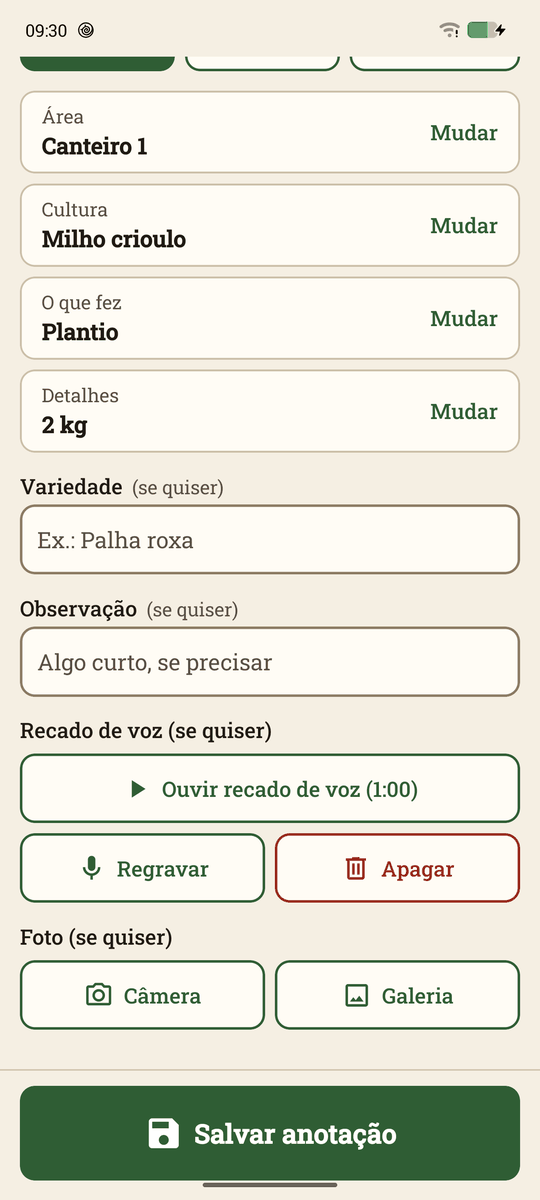 09:30
Área
Canteiro 1
Mudar
Cultura
Milho crioulo
Mudar
O que fez
Plantio
Mudar
Detalhes
2 kg
Mudar
Variedade (se quiser)
Ex.: Palha roxa
Observação (se quiser)
Algo curto, se precisar
Recado de voz (se quiser)
Ouvir recado de voz (1:00)
Regravar
Apagar
Foto (se quiser)
Câmera
Galeria
Salvar anotação